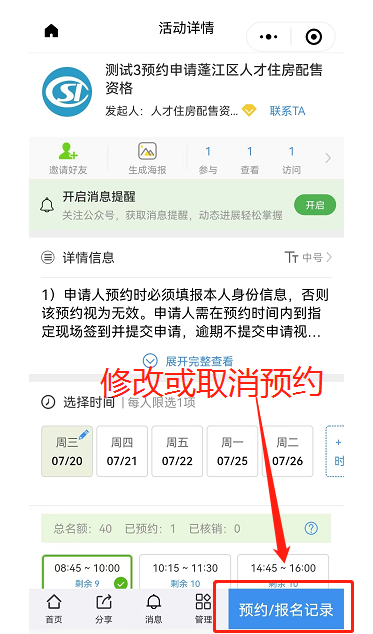 活动详情
测试3预约申请蓬江区人才住房配售
资格
发起人：人才住房配售资... 联系TA
邀请好友 生成海报 1 参与 1 查看 1 访问
开启消息提醒
关注公众号，获取消息提醒，动态进展轻松掌握 开启
详情信息 中号
1）申请人预约时必须填报本人身份信息，否则
该预约视为无效。申请人需在预约时间内到指
定现场签到并提交申请，逾期不提交申请视...
展开完整查看
修改或取消预约
选择时间 | 每人限选1项
周三 周四 周五 周一 周二 +
07/20 07/21 07/22 07/25 07/26 时
总名额：40 已预约：1 已核销：0
08:45 ~ 10:00 10:15 ~ 11:30 14:45 ~ 16:00
剩余 9 剩余 10 剩余 10
首页 分享 消息 管理 预约/报名记录